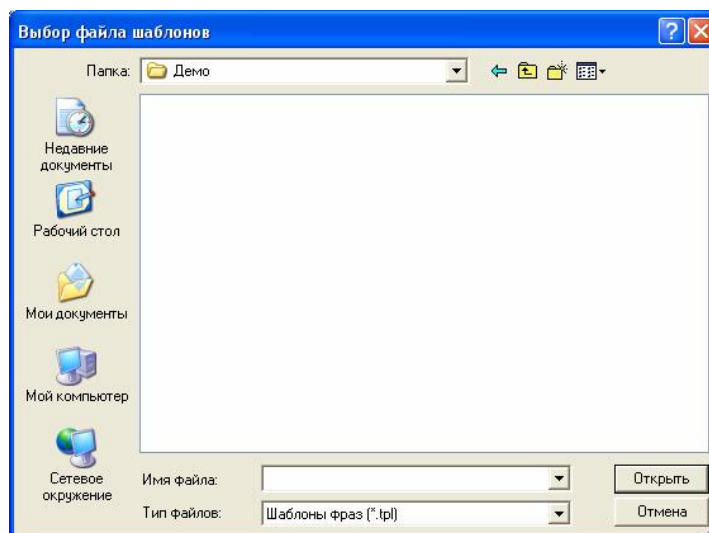 Выбор файла шаблонов
Папка: Демо
Недавние
документы
Рабочий стол
Мои документы
Мой компьютер
Сетевое
окружение
Имя файла:
Открыть
Тип файлов: Шаблоны фраз (*.tpl)
Отмена